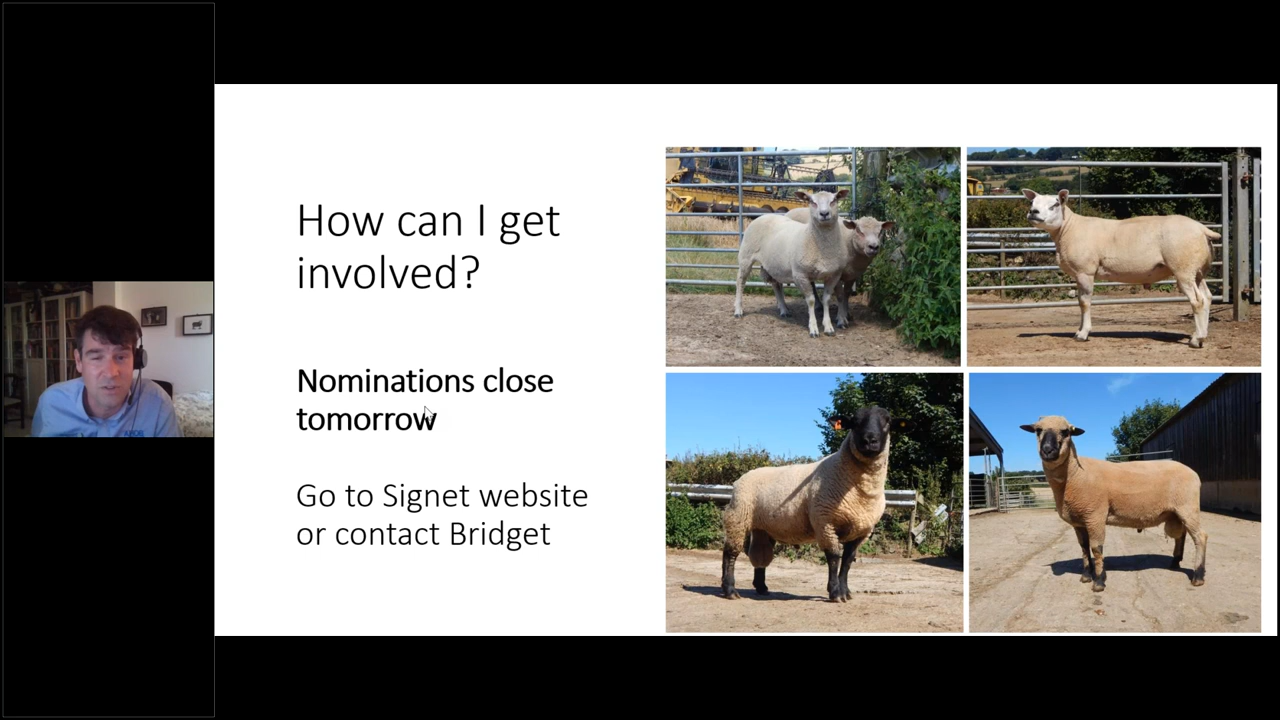 How can I get
involved?
Nominations close
tomorrow
Go to Signet website
or contact Bridget